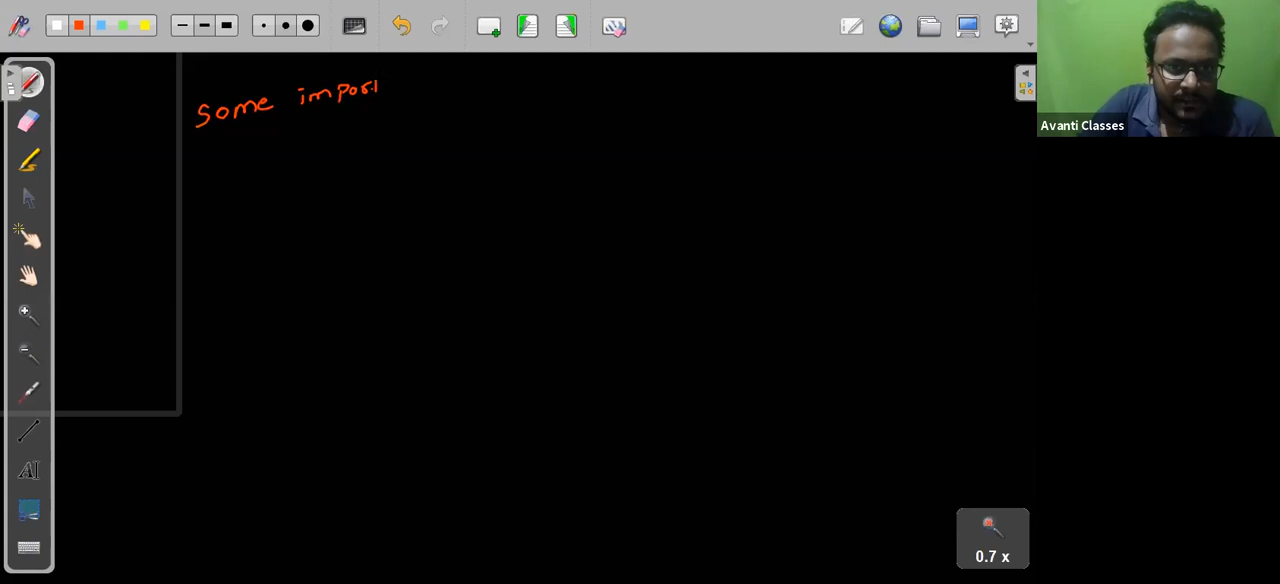 Some impor
Avanti Classes
0.7 x